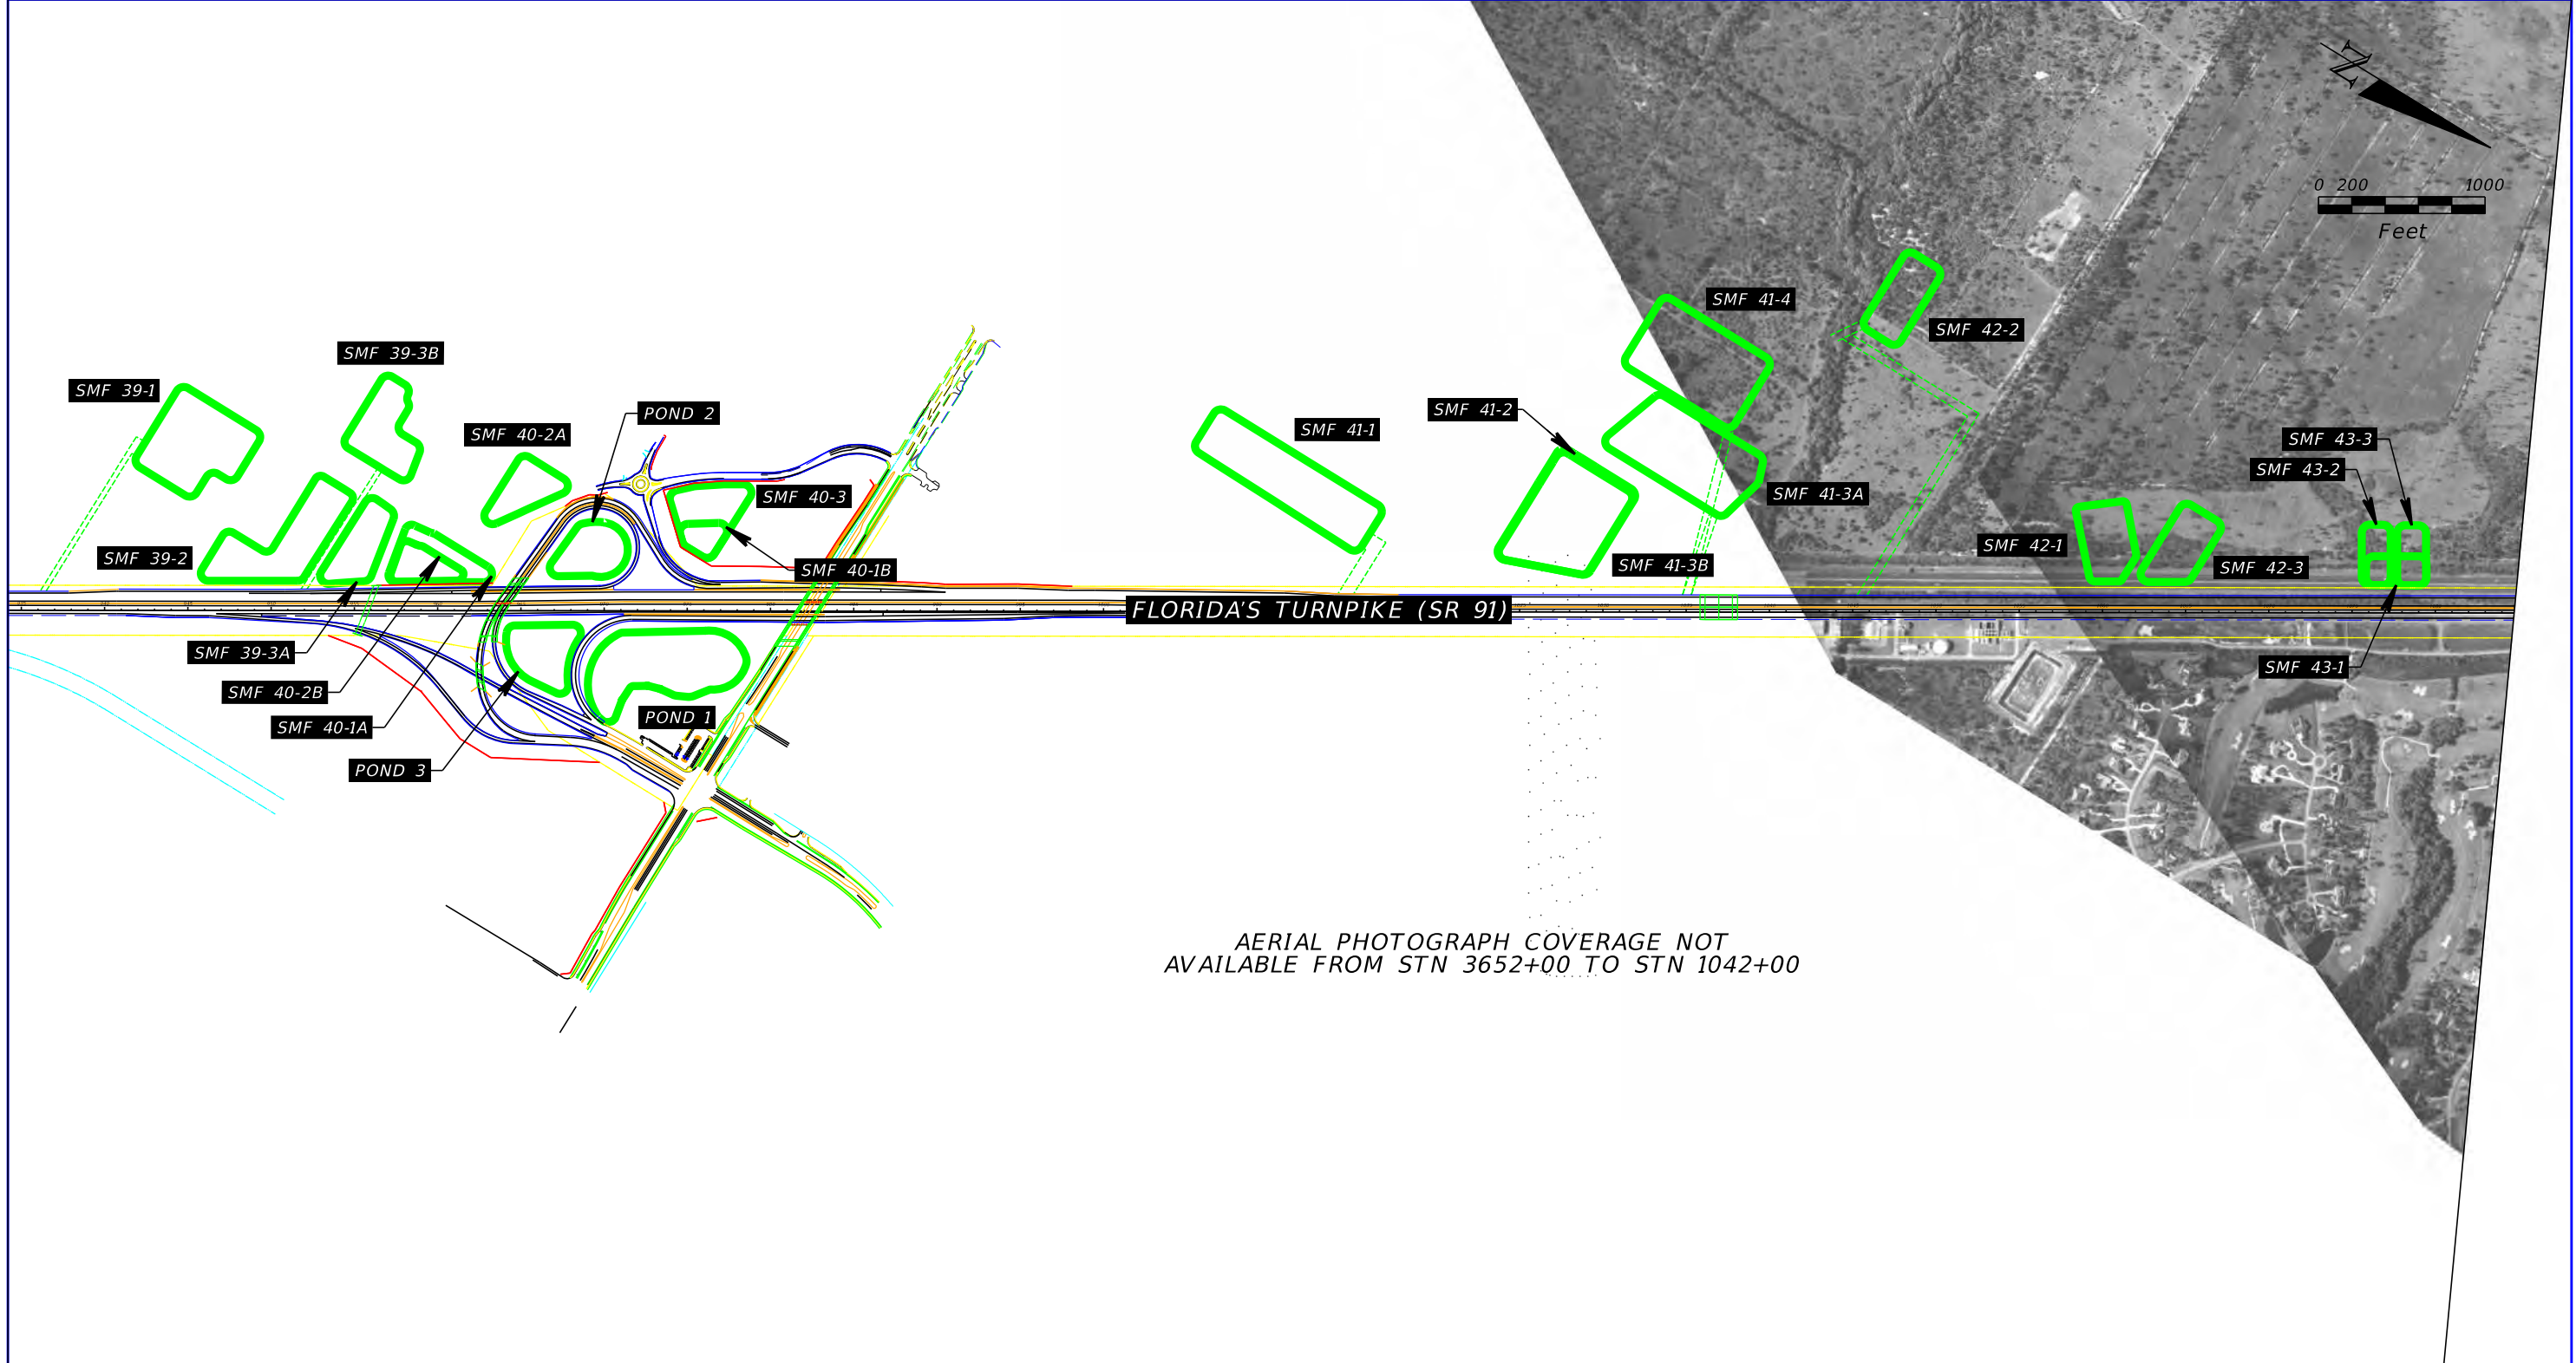 N
0 200 1000
Feet
SMF 41-4
SMF 42-2
SMF 39-3B
SMF 39-1
POND 2
SMF 41-2
SMF 40-2A
SMF 41-1
SMF 43-3
SMF 43-2
SMF 40-3
SMF 41-3A
SMF 39-2
SMF 40-1B
SMF 41-3B
SMF 42-1
SMF 42-3
FLORIDA'S TURNPIKE (SR 91)
SMF 39-3A
SMF 43-1
SMF 40-2B
SMF 40-1A
POND 1
POND 3
AERIAL PHOTOGRAPH COVERAGE NOT
AVAILABLE FROM STN 3652+00 TO STN 1042+00